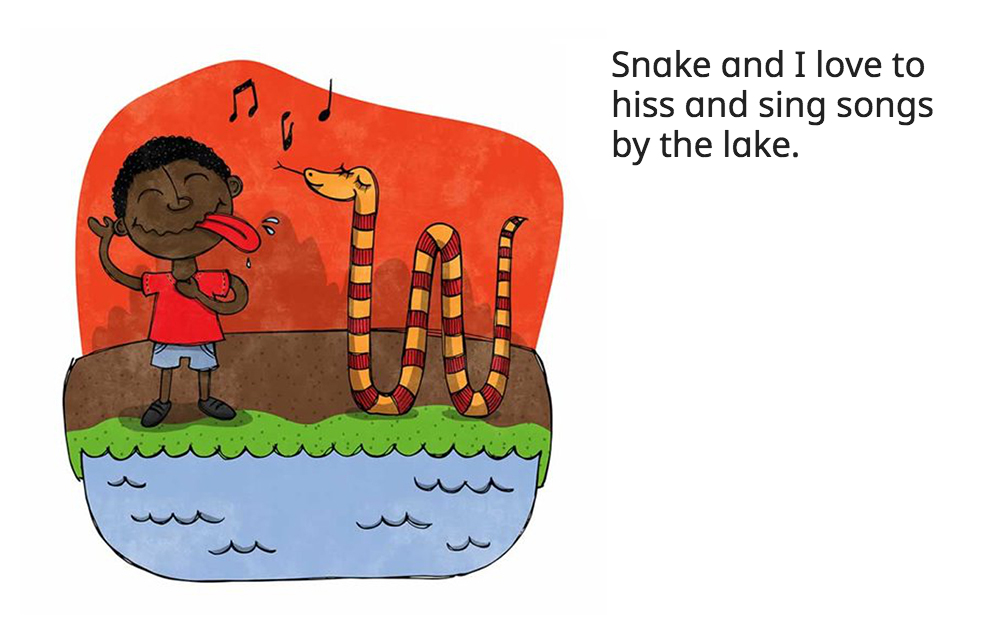 Snake and I love to
hiss and sing songs
by the lake.